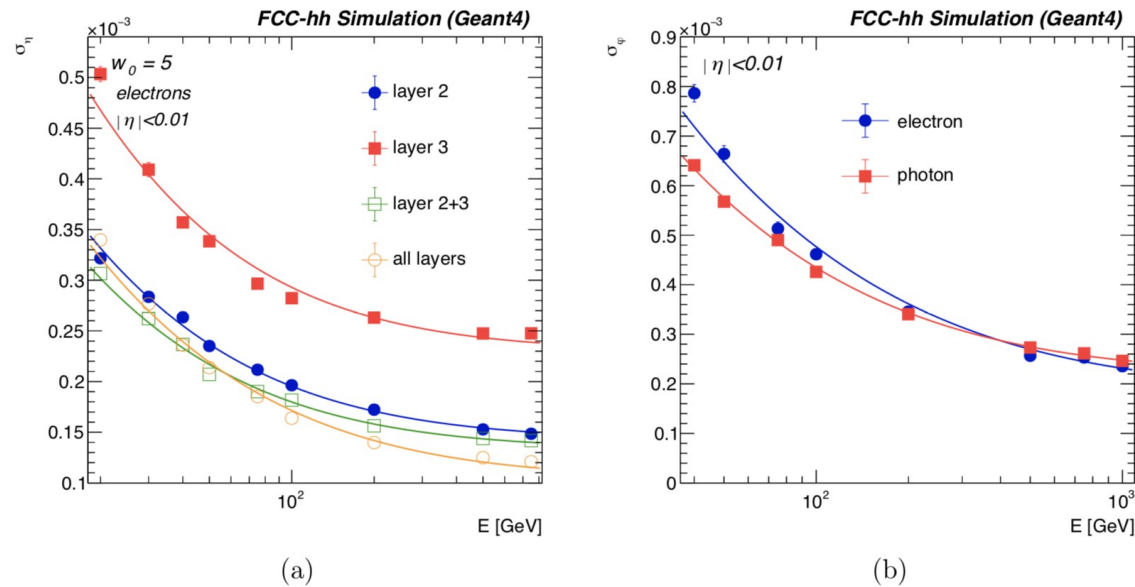 FCC-hh Simulation (Geant4)
×10⁻³
σ_η
w₀ = 5
electrons
|η|<0.01
layer 2
layer 3
layer 2+3
all layers
0.5
0.45
0.4
0.35
0.3
0.25
0.2
0.15
0.1
10²
E [GeV]
(a)
FCC-hh Simulation (Geant4)
×10⁻³
σ_φ
|η|<0.01
electron
photon
0.9
0.8
0.7
0.6
0.5
0.4
0.3
0.2
0.1
0
10²
10³
E [GeV]
(b)